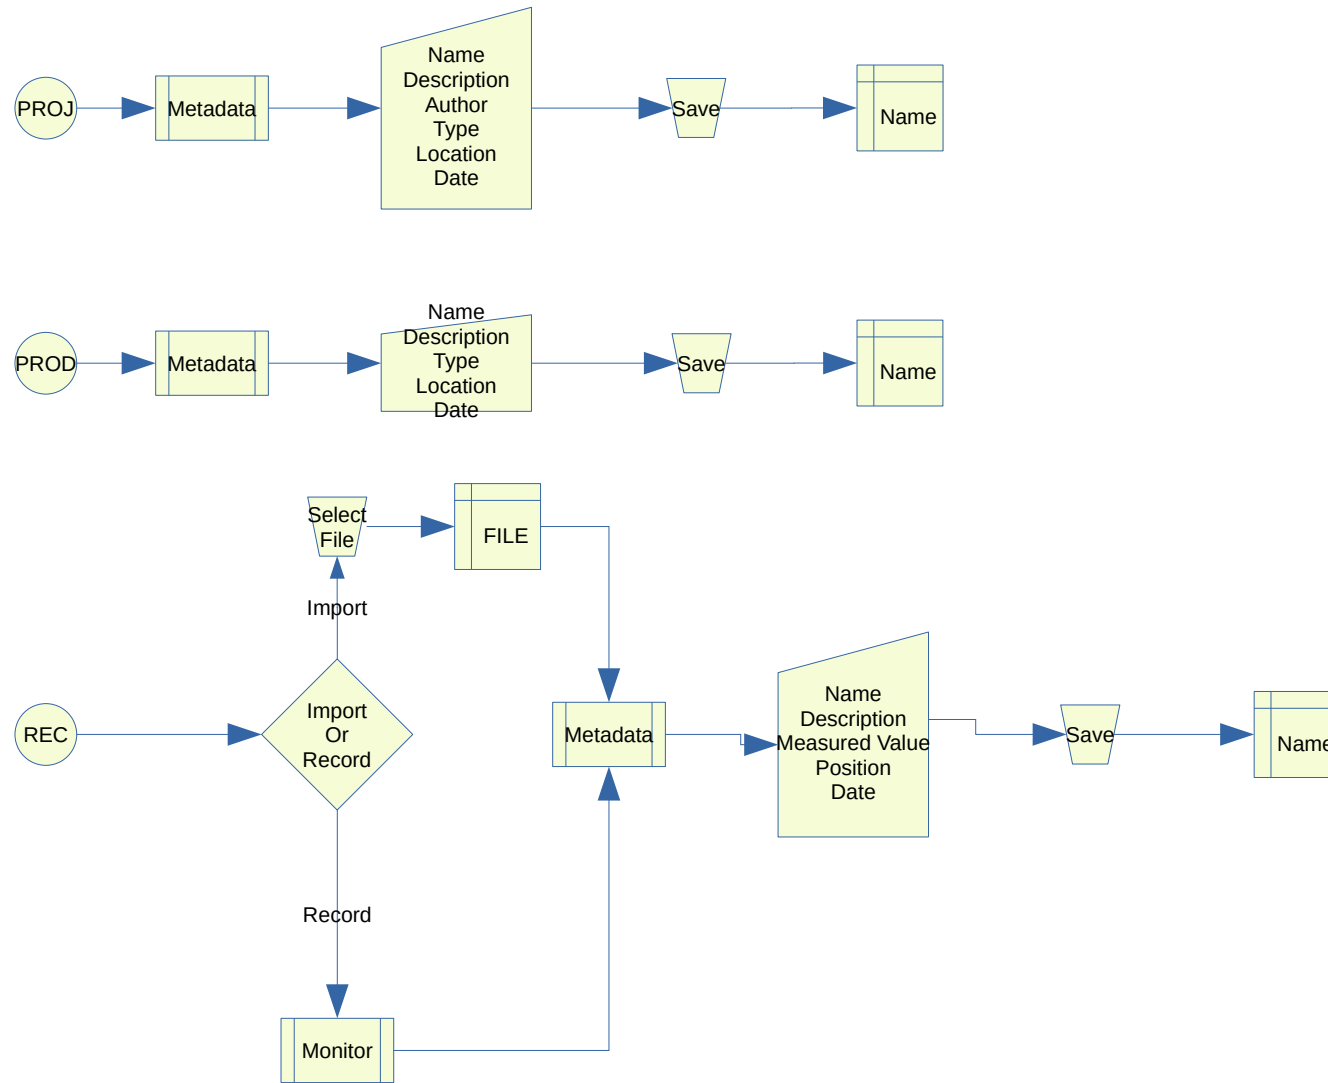 PROJ
Metadata
Name
Description
Author
Type
Location
Date
Save
Name
PROD
Metadata
Name
Description
Type
Location
Date
Save
Name
Select
File
FILE
Import
REC
Import
Or
Record
Metadata
Name
Description
Measured Value
Position
Date
Save
Name
Record
Monitor